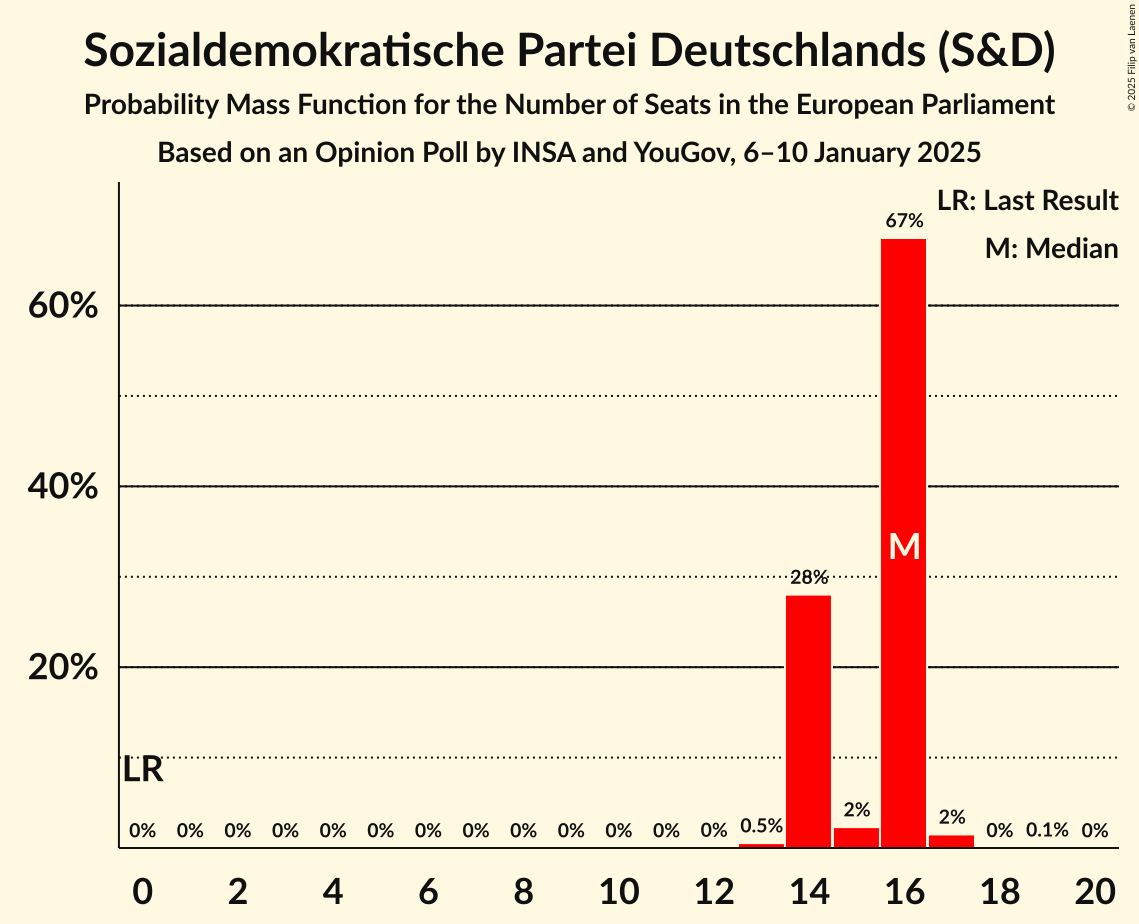 Sozialdemokratische Partei Deutschlands (S&D)
Probability Mass Function for the Number of Seats in the European Parliament
Based on an Opinion Poll by INSA and YouGov, 6–10 January 2025
© 2025 Filip van Laenen
LR: Last Result
M: Median
60%
40%
20%
67%
M
28%
LR
0% 0% 0% 0% 0% 0% 0% 0% 0% 0% 0% 0% 0% 0.5% 2% 2% 0% 0.1% 0%
0 2 4 6 8 10 12 14 16 18 20